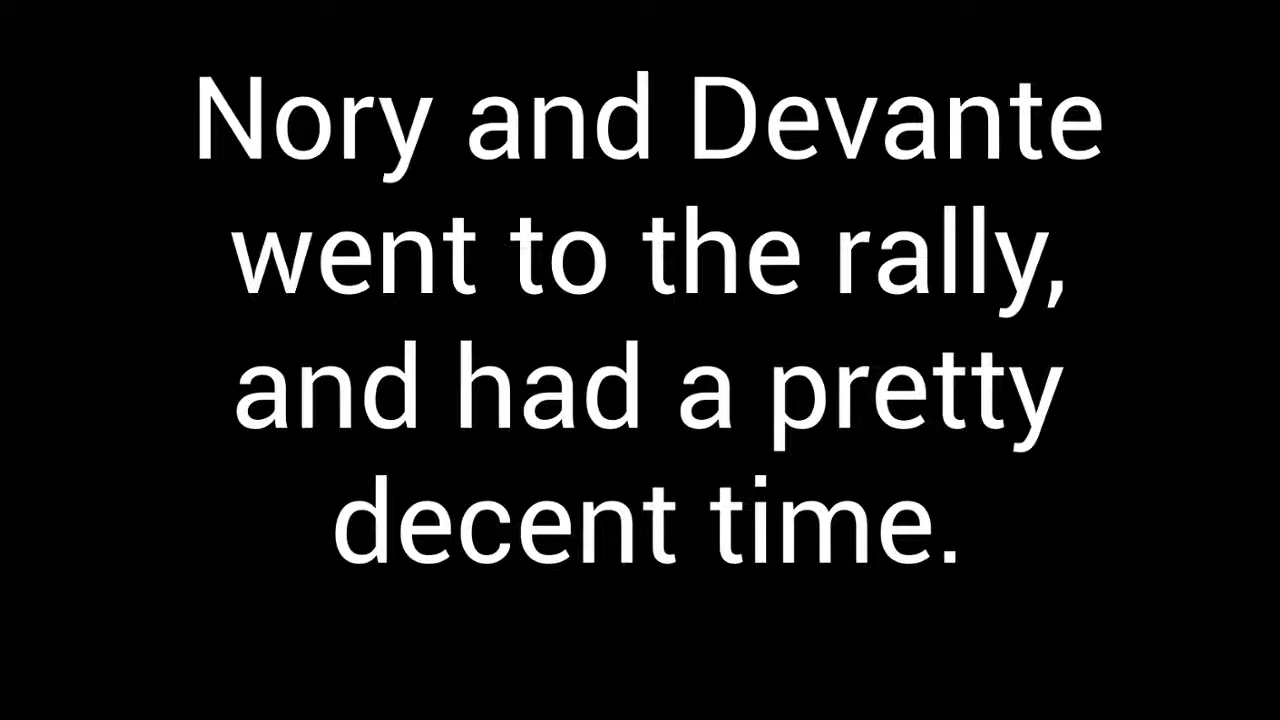 Nory and Devante
went to the rally,
and had a pretty
decent time.